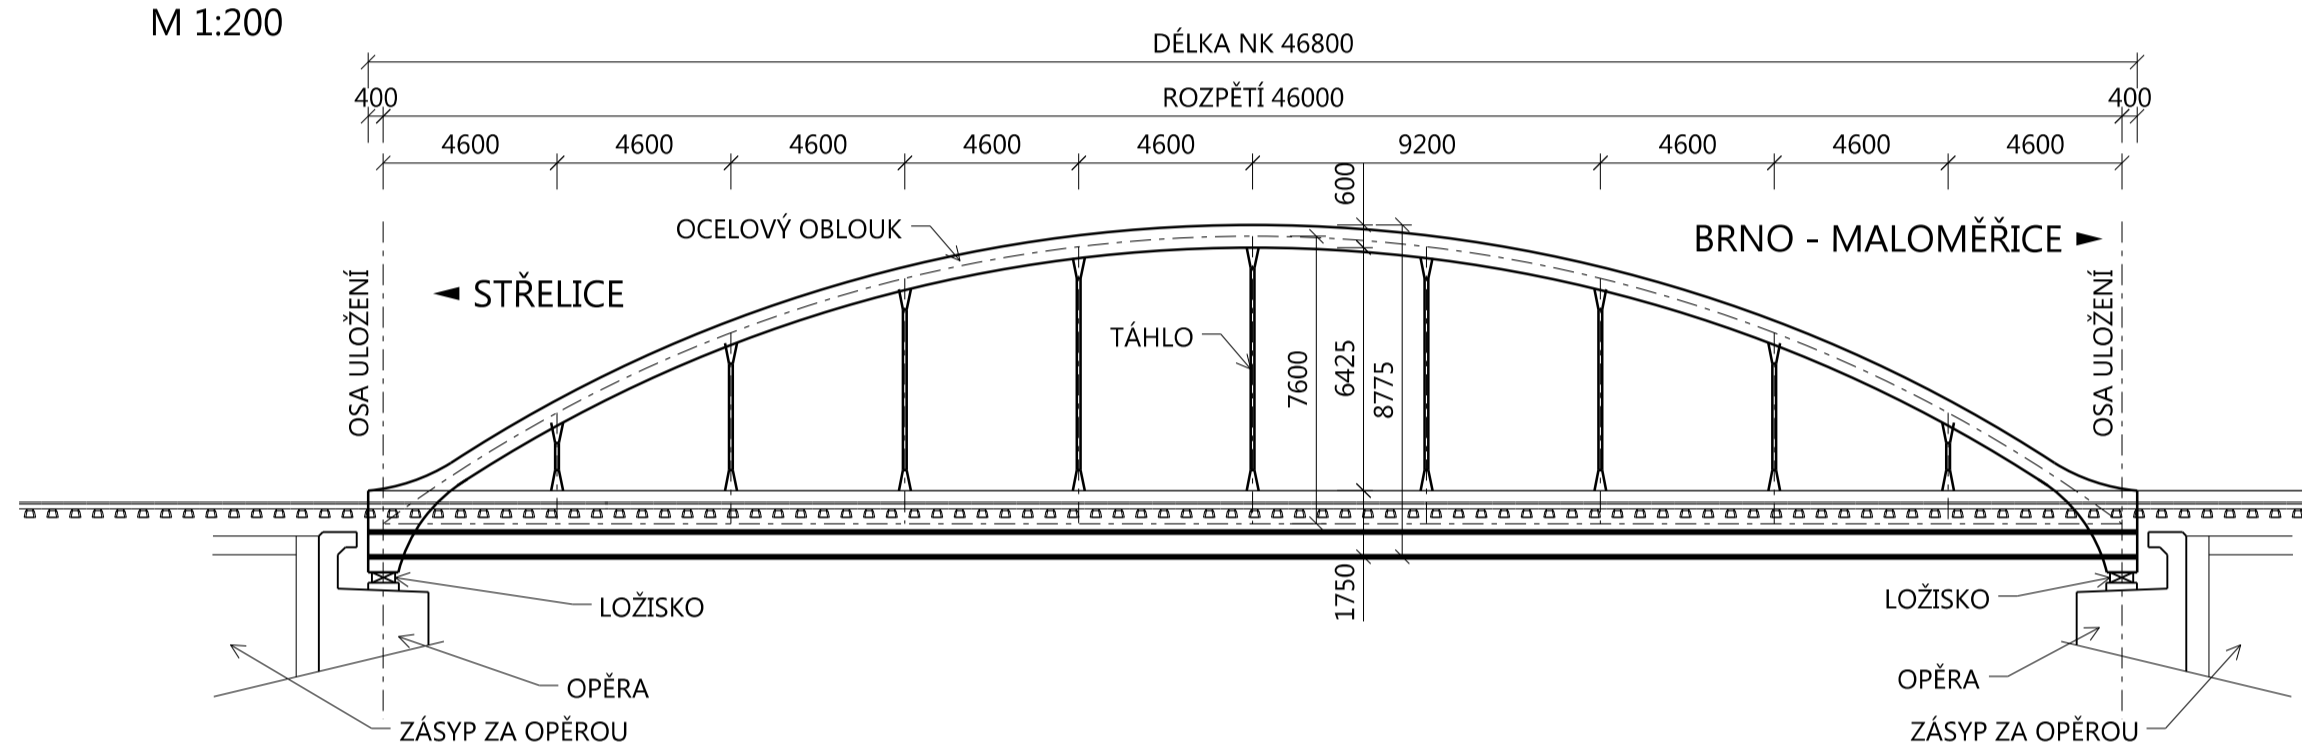 M 1:200
DÉLKA NK 46800
400
ROZPĚTÍ 46000
400
4600
4600
4600
4600
4600
9200
4600
4600
4600
600
OCELOVÝ OBLOUK
BRNO - MALOMĚŘICE
STŘELICE
OSA ULOŽENÍ
TÁHLO
7600
6425
8775
OSA ULOŽENÍ
1750
LOŽISKO
LOŽISKO
OPĚRA
OPĚRA
ZÁSYP ZA OPĚROU
ZÁSYP ZA OPĚROU